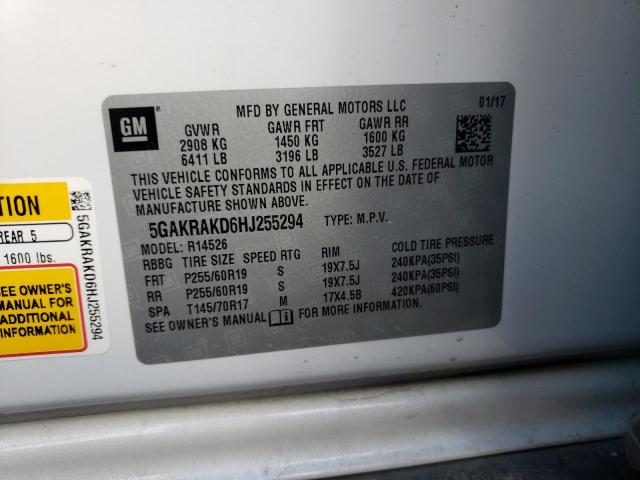 GM
MFD BY GENERAL MOTORS LLC 01/17
GVWR GAWR FRT GAWR RR
2908 KG 1450 KG 1600 KG
6411 LB 3196 LB 3527 LB
THIS VEHICLE CONFORMS TO ALL APPLICABLE U.S. FEDERAL MOTOR
VEHICLE SAFETY STANDARDS IN EFFECT ON THE DATE OF
MANUFACTURE SHOWN ABOVE.
5GAKRAKD6HJ255294 TYPE: M.P.V.
MODEL: R14526
RBBG TIRE SIZE SPEED RTG RIM COLD TIRE PRESSURE
FRT P255/60R19 S 19X7.5J 240KPA(35PSI)
RR P255/60R19 S 19X7.5J 240KPA(35PSI)
SPA T145/70R17 M 17X4.5B 420KPA(60PSI)
SEE OWNER'S MANUAL FOR MORE INFORMATION.
TION
REAR 5
1600 lbs.
SEE OWNER'S
MANUAL FOR
ADDITIONAL
INFORMATION
5GAKRAKD6HJ255294